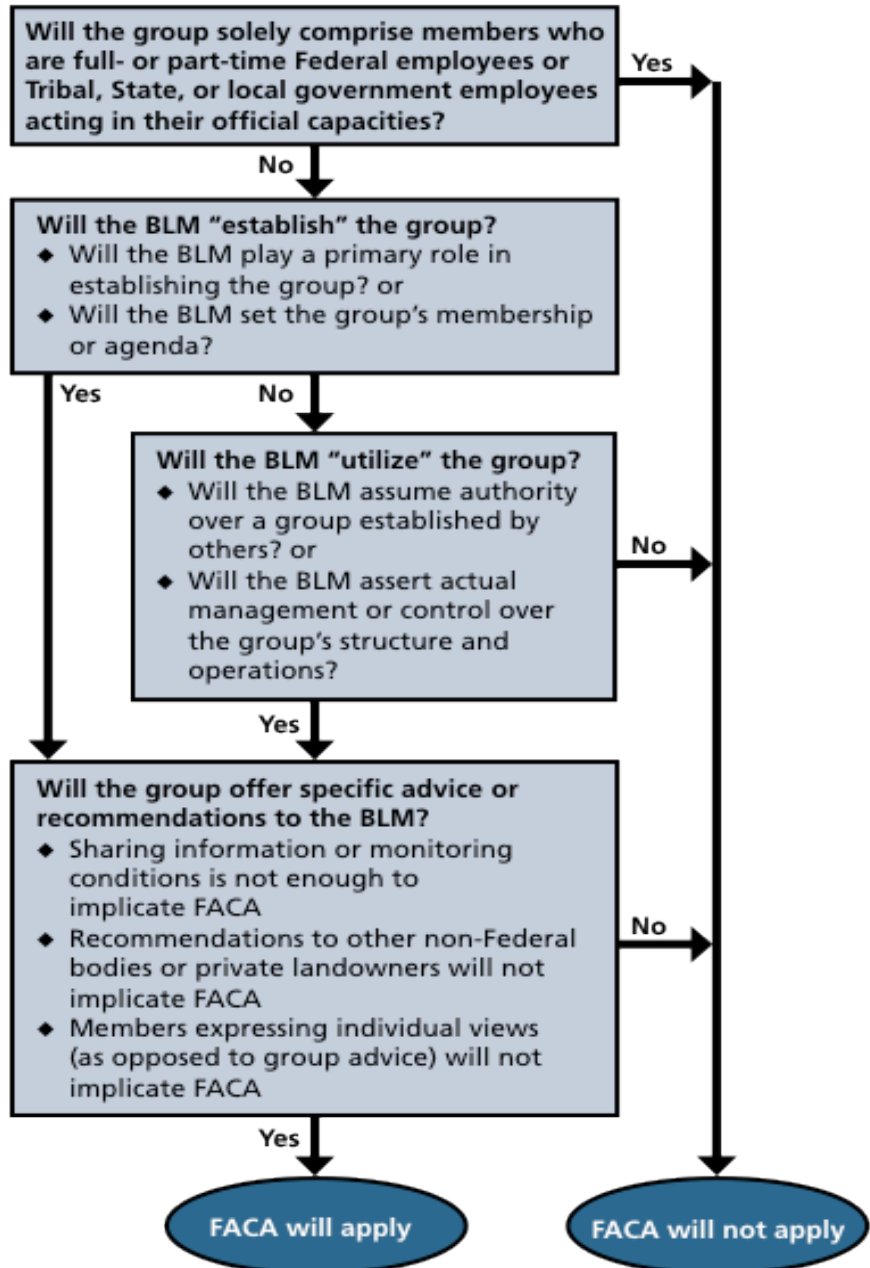 Will the group solely comprise members who
are full- or part-time Federal employees or
Tribal, State, or local government employees
acting in their official capacities?
Yes
No
Will the BLM “establish” the group?
◆ Will the BLM play a primary role in
establishing the group? or
◆ Will the BLM set the group’s membership
or agenda?
Yes
No
Will the BLM “utilize” the group?
◆ Will the BLM assume authority
over a group established by
others? or
◆ Will the BLM assert actual
management or control over
the group’s structure and
operations?
No
Yes
Will the group offer specific advice or
recommendations to the BLM?
◆ Sharing information or monitoring
conditions is not enough to
implicate FACA
◆ Recommendations to other non-Federal
bodies or private landowners will not
implicate FACA
◆ Members expressing individual views
(as opposed to group advice) will not
implicate FACA
No
Yes
FACA will apply
FACA will not apply